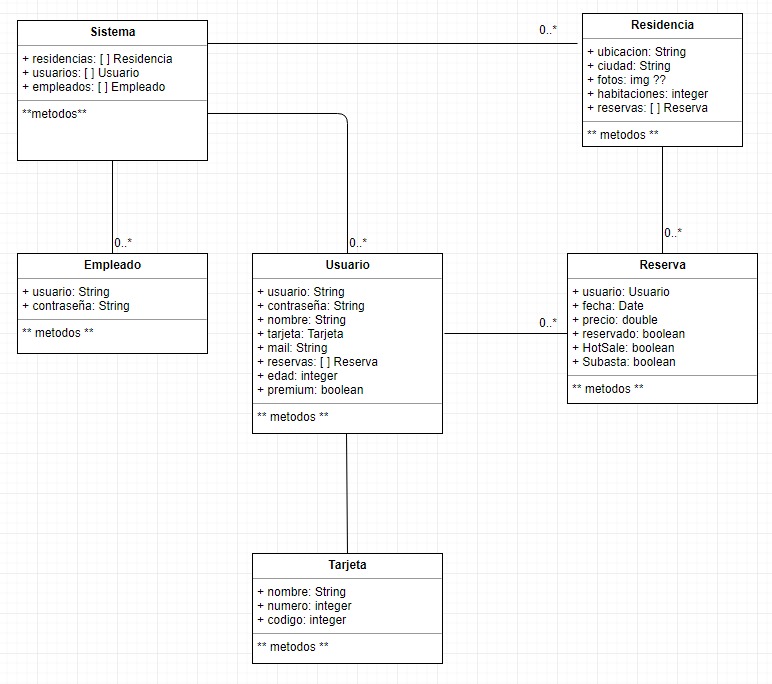 Sistema
+ residencias: [ ] Residencia
+ usuarios: [ ] Usuario
+ empleados: [ ] Empleado
**metodos**
0..*
Residencia
+ ubicacion: String
+ ciudad: String
+ fotos: img ??
+ habitaciones: integer
+ reservas: [ ] Reserva
** metodos **
0..*
0..*
0..*
Empleado
+ usuario: String
+ contraseña: String
** metodos **
Usuario
+ usuario: String
+ contraseña: String
+ nombre: String
+ tarjeta: Tarjeta
+ mail: String
+ reservas: [ ] Reserva
+ edad: integer
+ premium: boolean
** metodos **
0..*
Reserva
+ usuario: Usuario
+ fecha: Date
+ precio: double
+ reservado: boolean
+ HotSale: boolean
+ Subasta: boolean
** metodos **
Tarjeta
+ nombre: String
+ numero: integer
+ codigo: integer
** metodos **